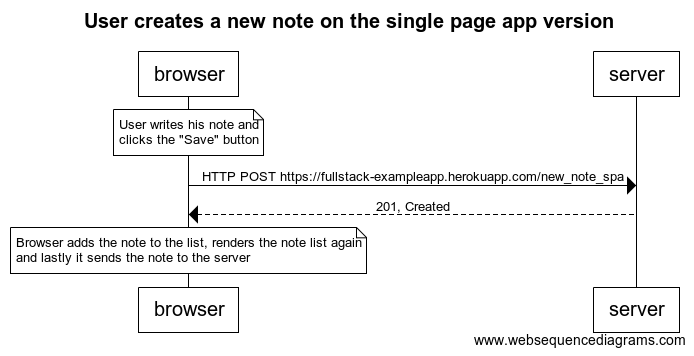 User creates a new note on the single page app version
browser
server
User writes his note and
clicks the "Save" button
HTTP POST https://fullstack-exampleapp.herokuapp.com/new_note_spa
201, Created
Browser adds the note to the list, renders the note list again
and lastly it sends the note to the server
browser
server
www.websequencediagrams.com